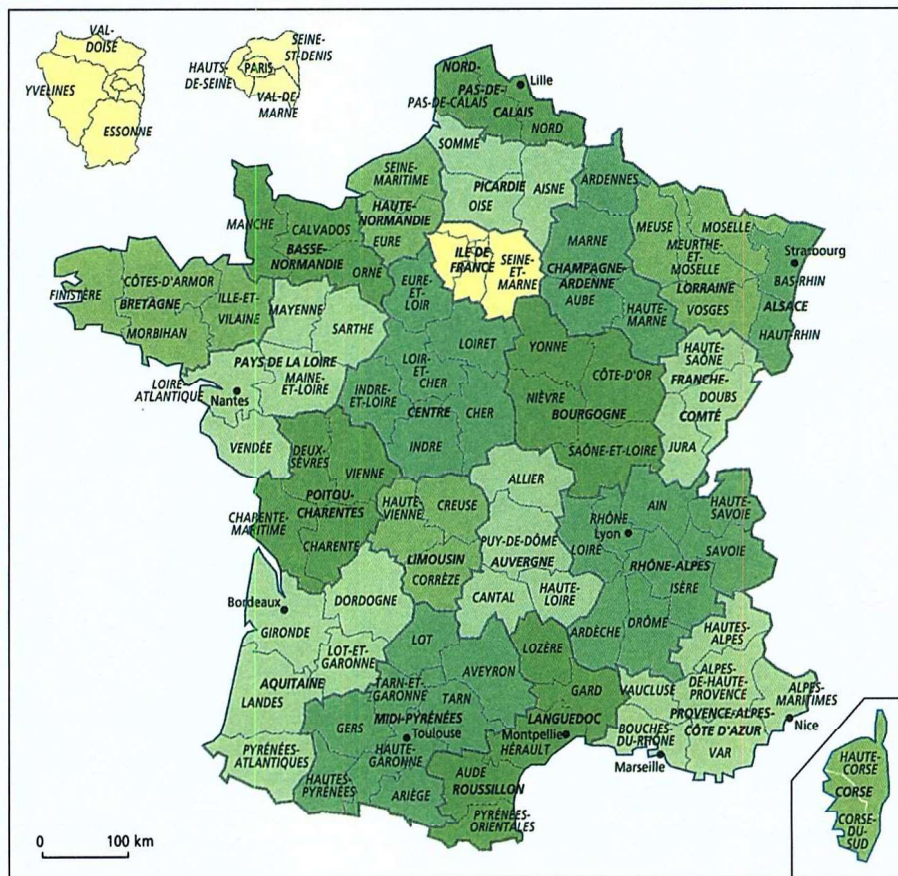 VAL-
DOISE
YVELINES
ESSONNE
SEINE-
ST-DENIS
HAUTS-
DE-SEINE
PARIS
VAL-DE-
MARNE
NORD-
PAS-DE-
CALAIS
Lille
PAS-DE-CALAIS
NORD
SOMME
PICARDIE
OISE
AISNE
SEINE-
MARITIME
HAUTE-
NORMANDIE
EURE
ARDENNES
MARNE
CHAMPAGNE-
ARDENNE
AUBE
HAUTE-
MARNE
MEUSE
MOSELLE
MEURTHE-ET-
MOSELLE
LORRAINE
VOSGES
Strasbourg
BAS-RHIN
ALSACE
HAUT-RHIN
MANCHE
CALVADOS
BASSE-
NORMANDIE
ORNE
ILE DE
FRANCE
SEINE-
ET-
MARNE
FINISTÈRE
CÔTES-D'ARMOR
BRETAGNE
ILLE-ET-
VILAINE
MORBIHAN
MAYENNE
SARTHE
PAYS DE LA LOIRE
LOIRE-
ATLANTIQUE
Nantes
MAINE-
ET-LOIRE
VENDÉE
EURE-
ET-
LOIR
LOIRET
LOIR-
ET-
CHER
INDRE-
ET-LOIRE
CENTRE
CHER
INDRE
YONNE
CÔTE-D'OR
NIÈVRE
BOURGOGNE
SAÔNE-ET-LOIRE
HAUTE-
SAÔNE
FRANCHE-
DOUBS
COMTÉ
JURA
DEUX-
SÈVRES
VIENNE
POITOU-
CHARENTES
CHARENTE-
MARITIME
CHARENTE
HAUTE-
VIENNE
CREUSE
LIMOUSIN
CORRÈZE
ALLIER
PUY-DE-DÔME
AUVERGNE
CANTAL
HAUTE-
LOIRE
AIN
HAUTE-
SAVOIE
RHÔNE
Lyon
LOIRE
SAVOIE
RHÔNE-ALPES
ISÈRE
ARDÈCHE
DRÔME
Bordeaux
GIRONDE
DORDOGNE
LOT-ET-
GARONNE
AQUITAINE
LANDES
PYRÉNÉES-
ATLANTIQUES
LOT
AVEYRON
TARN-ET-
GARONNE
TARN
MIDI-PYRÉNÉES
GERS
Toulouse
HAUTE-
GARONNE
HAUTES-
PYRÉNÉES
ARIÈGE
LOZÈRE
GARD
LANGUEDOC
Montpellie
HÉRAULT
AUDE
ROUSSILLON
PYRÉNÉES-
ORIENTALES
HAUTES-
ALPES
ALPES-
DE-HAUTE-
PROVENCE
VAUCLUSE
ALPES-
MARITIMES
PROVENCE-ALPES-
CÔTE D'AZUR
BOUCHES-
DU-RHÔNE
VAR
Nice
Marseille
HAUTE-
CORSE
CORSE
CORSE-
DU-
SUD
0 100 km